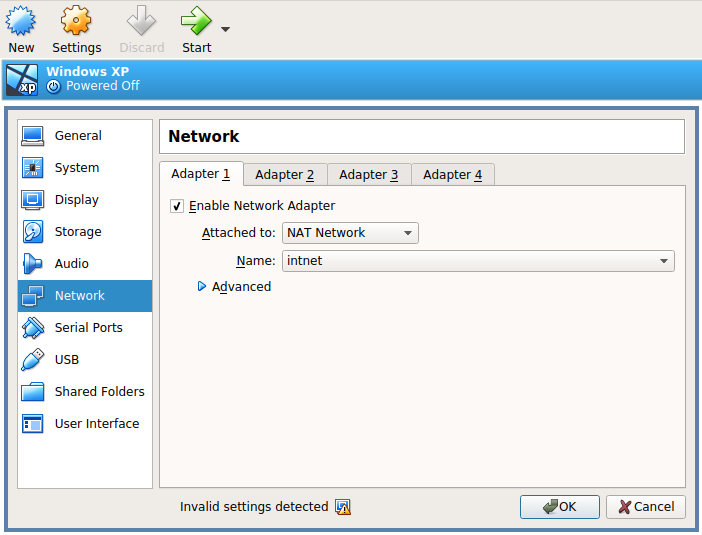 New Settings Discard Start
xp
Windows XP
Powered Off
General
System
Display
Storage
Audio
Network
Serial Ports
USB
Shared Folders
User Interface
Network
Adapter 1 Adapter 2 Adapter 3 Adapter 4
Enable Network Adapter
Attached to: NAT Network
Name: intnet
Advanced
Invalid settings detected
OK Cancel